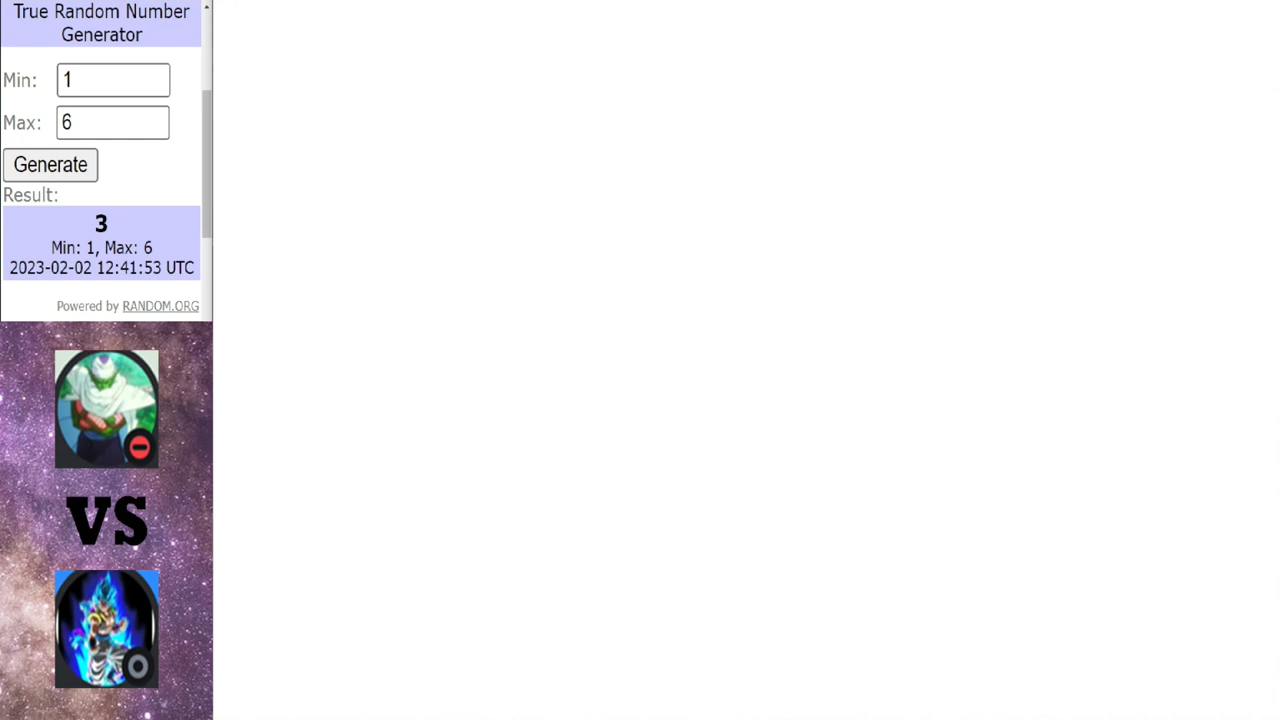 True Random Number
Generator
Min: 1
Max: 6
Generate
Result:
3
Min: 1, Max: 6
2023-02-02 12:41:53 UTC
Powered by RANDOM.ORG
VS